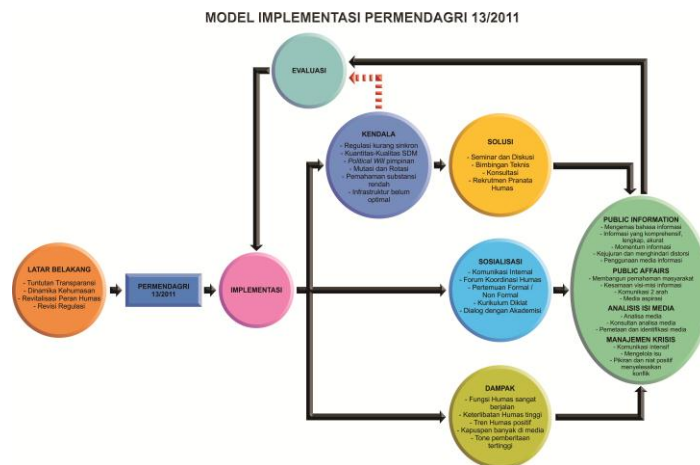 MODEL IMPLEMENTASI PERMENDAGRI 13/2011
EVALUASI
KENDALA
- Regulasi kurang sinkron
- Kuantitas-Kualitas SDM
- Political Will pimpinan
- Mutasi dan Rotasi
- Pemahaman substansi
rendah
- Infrastruktur belum
optimal
SOLUSI
- Seminar dan Diskusi
- Bimbingan Teknis
- Konsultasi
- Rekrutmen Pranata
Humas
LATAR BELAKANG
- Tuntutan Transparansi
- Dinamika Kehumasan
- Revitalisasi Peran Humas
- Revisi Regulasi
PERMENDAGRI
13/2011
IMPLEMENTASI
SOSIALISASI
- Komunikasi Internal
- Forum Koordinasi Humas
- Pertemuan Formal /
Non Formal
- Kurikulum Diklat
- Dialog dengan Akademisi
DAMPAK
- Fungsi Humas sangat
berjalan
- Keterlibatan Humas tinggi
- Tren Humas positif
- Kapuspen banyak di media
- Tone pemberitaan
tertinggi
PUBLIC INFORMATION
- Mengemas bahasa informasi
- Informasi yang komprehensif,
lengkap, akurat
- Momentum informasi
- Kejujuran dan menghindari distorsi
- Penggunaan media informasi
PUBLIC AFFAIRS
- Membangun pemahaman masyarakat
- Kesamaan visi-misi informasi
- Komunikasi 2 arah
- Media aspirasi
ANALISIS ISI MEDIA
- Analisa media
- Konsultan analisa media
- Pemetaan dan identifikasi media
MANAJEMEN KRISIS
- Komunikasi intensif
- Mengelola isu
- Pikiran dan niat positif
menyelesaikan
konflik